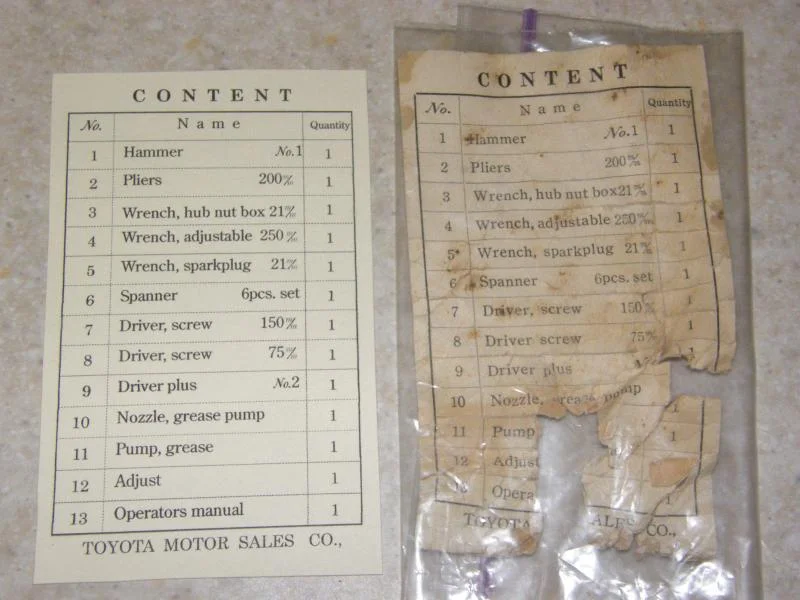 CONTENT
No. Name Quantity
1 Hammer No.1 1
2 Pliers 200‰ 1
3 Wrench, hub nut box 21‰ 1
4 Wrench, adjustable 250‰ 1
5 Wrench, sparkplug 21‰ 1
6 Spanner 6pcs. set 1
7 Driver, screw 150‰ 1
8 Driver, screw 75‰ 1
9 Driver plus No.2 1
10 Nozzle, grease pump 1
11 Pump, grease 1
12 Adjust 1
13 Operators manual 1
TOYOTA MOTOR SALES CO.,
CONTENT
No. Name Quantity
1 Hammer No.1 1
2 Pliers 200‰ 1
3 Wrench, hub nut box21‰ 1
4 Wrench, adjustable 250‰ 1
5 Wrench, sparkplug 21‰ 1
6 Spanner 6pcs. set 1
7 Driver, screw 150‰ 1
8 Driver screw 75‰ 1
9 Driver plus
10 Nozzle, grease pump 1
11 Pump 1
12 Adjust
Opera 1
TOYOTA ALES CO.,